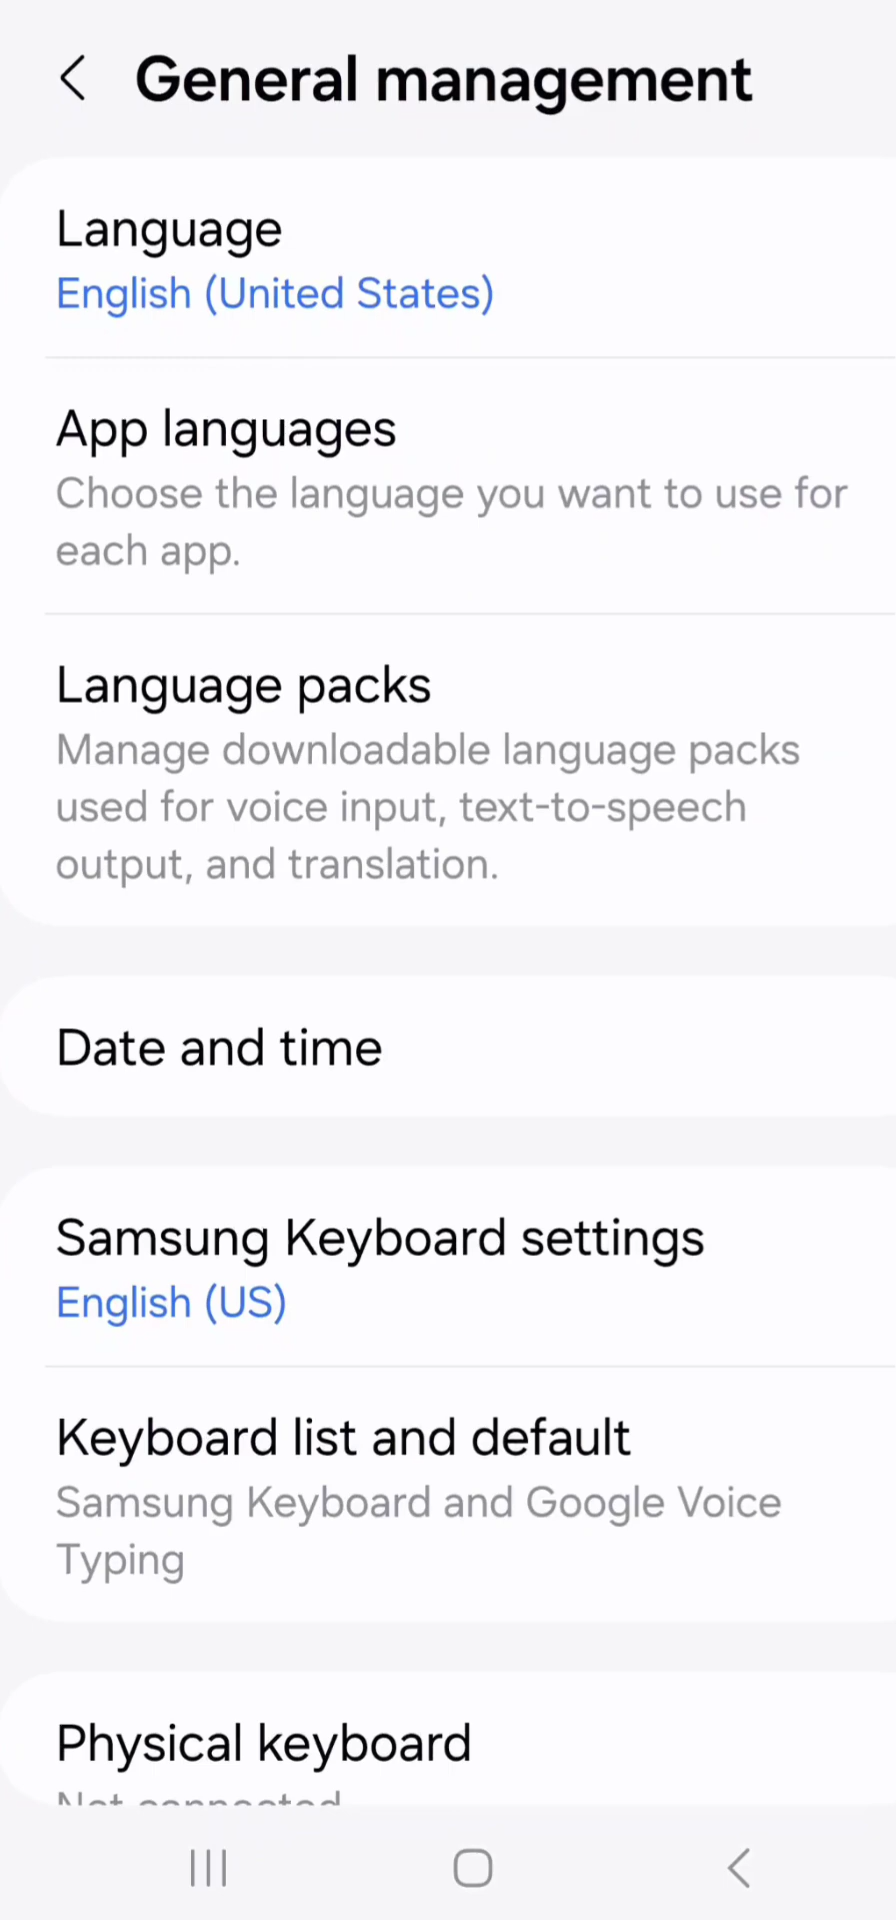 General management
Language
English (United States)
App languages
Choose the language you want to use for
each app.
Language packs
Manage downloadable language packs
used for voice input, text-to-speech
output, and translation.
Date and time
Samsung Keyboard settings
English (US)
Keyboard list and default
Samsung Keyboard and Google Voice
Typing
Physical keyboard
Not connected